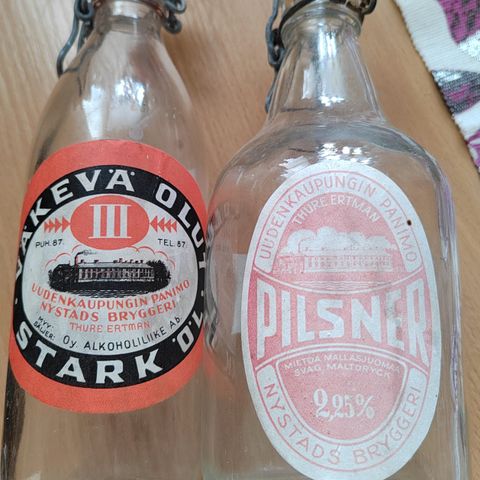 VÄKEVÄ OLUT
III
PUH. 87.
TEL. 87.
UUDENKAUPUNGIN PANIMO
NYSTADS BRYGGERI
THURE ERTMAN
MYY:
SÄLJER:
Oy. ALKOHOLILIIKE Ab.
STARK ÖL
UUDENKAUPUNGIN PANIMO
THURE ERTMAN
PILSNER
MIETOA MALLASJUOMAA
SVAG MALTDRYCK
2,25%
NYSTADS BRYGGERI